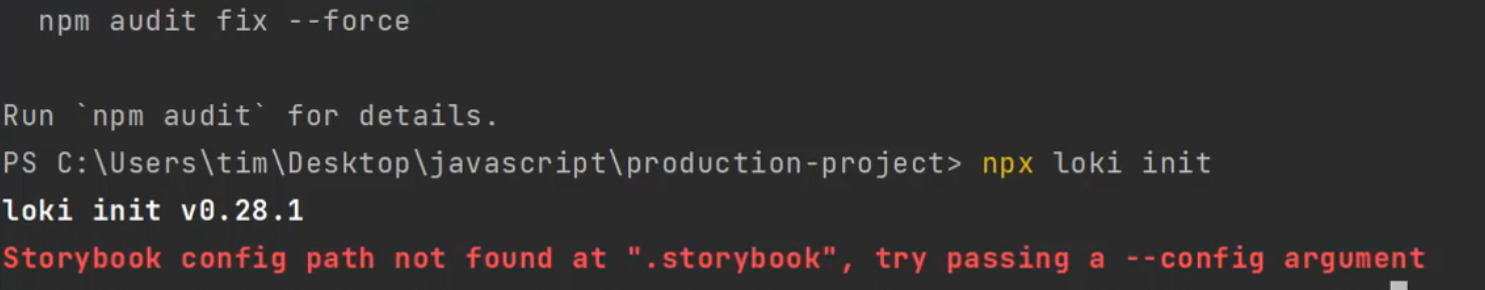 npm audit fix --force
Run `npm audit` for details.
PS C:\Users\tim\Desktop\javascript\production-project> npx loki init
loki init v0.28.1
Storybook config path not found at ".storybook", try passing a --config argument